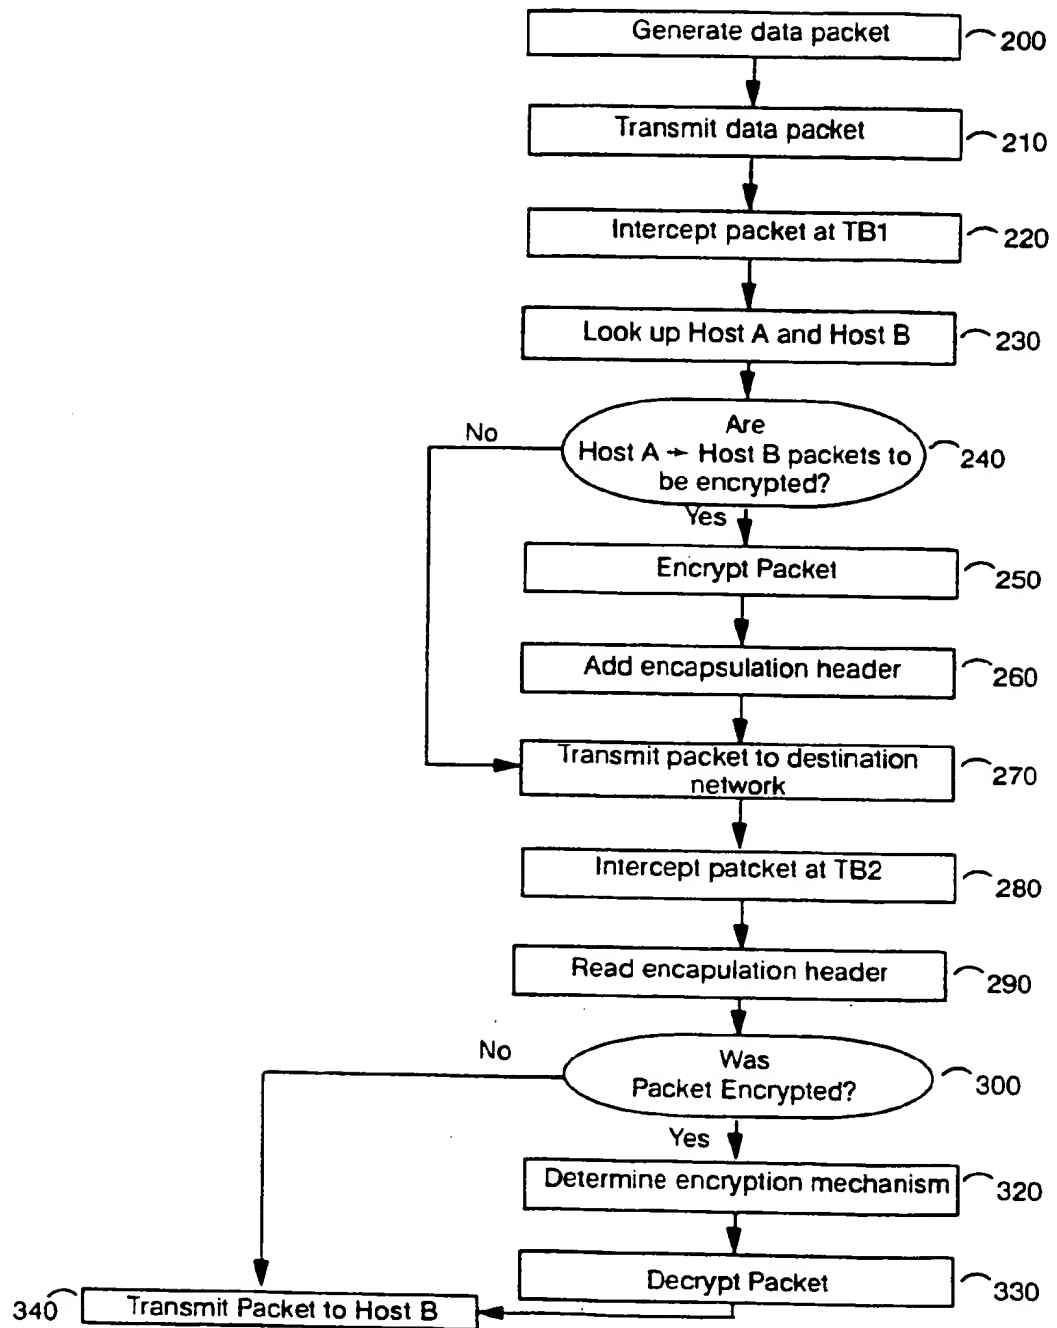 Generate data packet
200
Transmit data packet
210
Intercept packet at TB1
220
Look up Host A and Host B
230
Are
Host A → Host B packets to
be encrypted?
240
No
Yes
Encrypt Packet
250
Add encapsulation header
260
Transmit packet to destination
network
270
Intercept patcket at TB2
280
Read encapulation header
290
Was
Packet Encrypted?
300
No
Yes
Determine encryption mechanism
320
Decrypt Packet
330
340
Transmit Packet to Host B